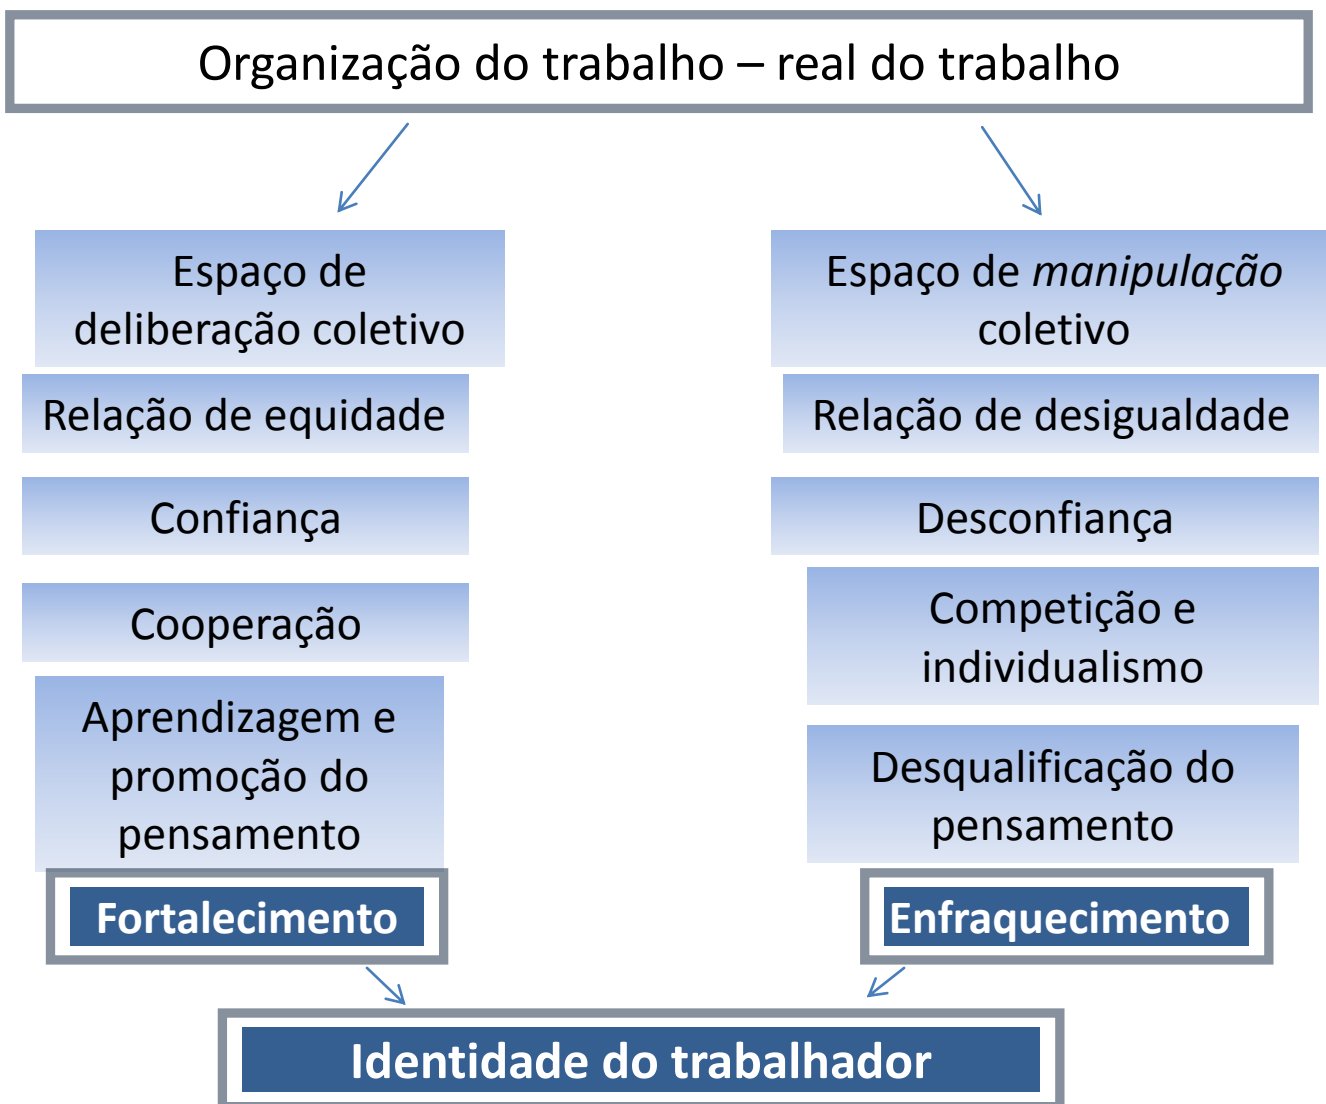 Organização do trabalho – real do trabalho
Espaço de
deliberação coletivo
Relação de equidade
Confiança
Cooperação
Aprendizagem e
promoção do
pensamento
Fortalecimento
Espaço de manipulação
coletivo
Relação de desigualdade
Desconfiança
Competição e
individualismo
Desqualificação do
pensamento
Enfraquecimento
Identidade do trabalhador